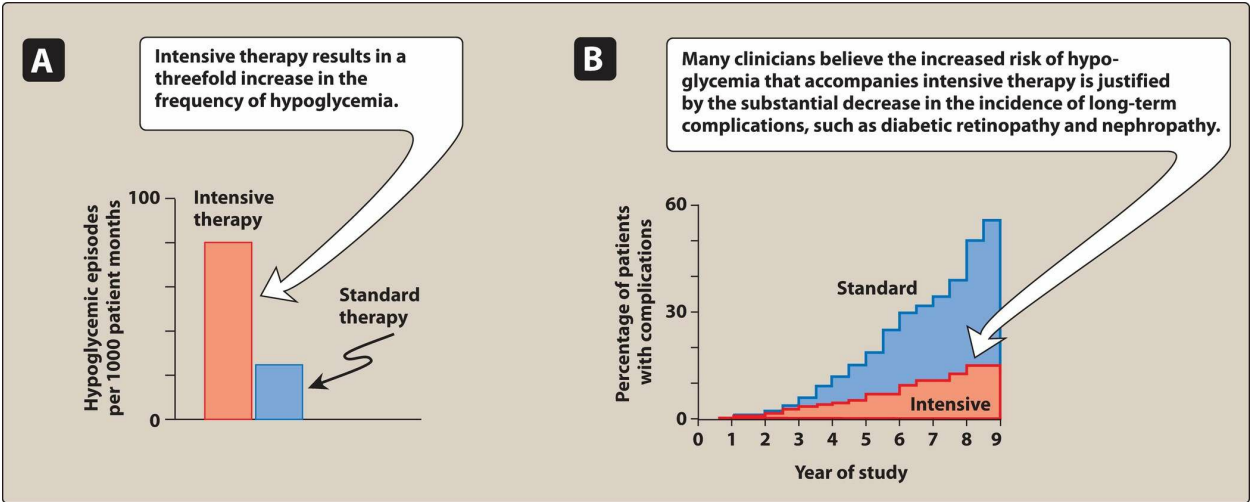 A
Intensive therapy results in a
threefold increase in the
frequency of hypoglycemia.
Hypoglycemic episodes
per 1000 patient months
100
0
Intensive
therapy
Standard
therapy
B
Many clinicians believe the increased risk of hypo-
glycemia that accompanies intensive therapy is justified
by the substantial decrease in the incidence of long-term
complications, such as diabetic retinopathy and nephropathy.
Percentage of patients
with complications
60
30
0
Standard
Intensive
0 1 2 3 4 5 6 7 8 9
Year of study